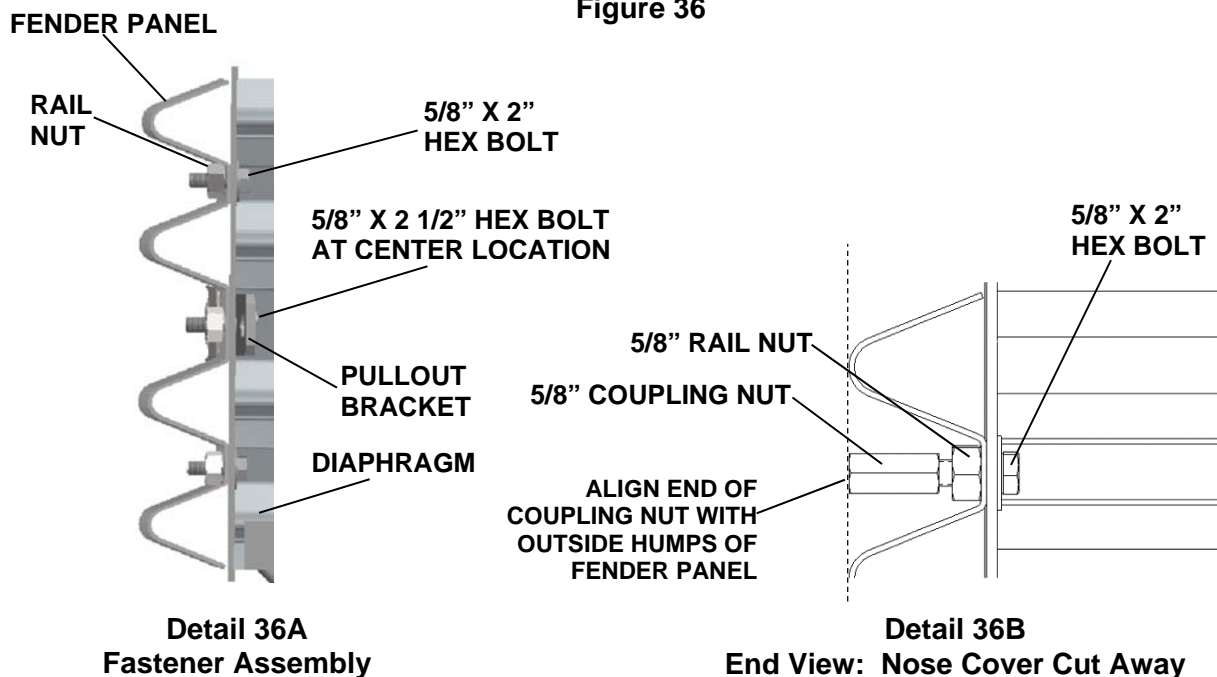 Figure 36
FENDER PANEL
RAIL
NUT
5/8” X 2”
HEX BOLT
5/8” X 2 1/2” HEX BOLT
AT CENTER LOCATION
PULLOUT
BRACKET
DIAPHRAGM
Detail 36A
Fastener Assembly
5/8” X 2”
HEX BOLT
5/8” RAIL NUT
5/8” COUPLING NUT
ALIGN END OF
COUPLING NUT WITH
OUTSIDE HUMPS OF
FENDER PANEL
Detail 36B
End View: Nose Cover Cut Away